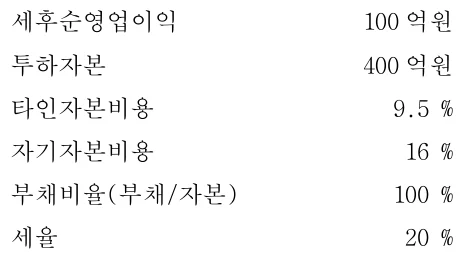 세후순영업이익 100 억원
투하자본 400 억원
타인자본비용 9.5 %
자기자본비용 16 %
부채비율(부채/자본) 100 %
세율 20 %